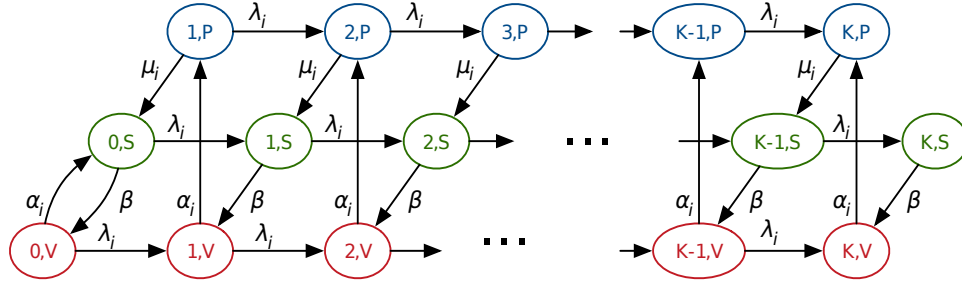 1,P λi 2,P λi 3,P K-1,P λi K,P
μi μi μi μi
0,S λi 1,S λi 2,S ... K-1,S λi K,S
αi β αi β αi β αi β αi β
0,V λi 1,V λi 2,V ... K-1,V λi K,V